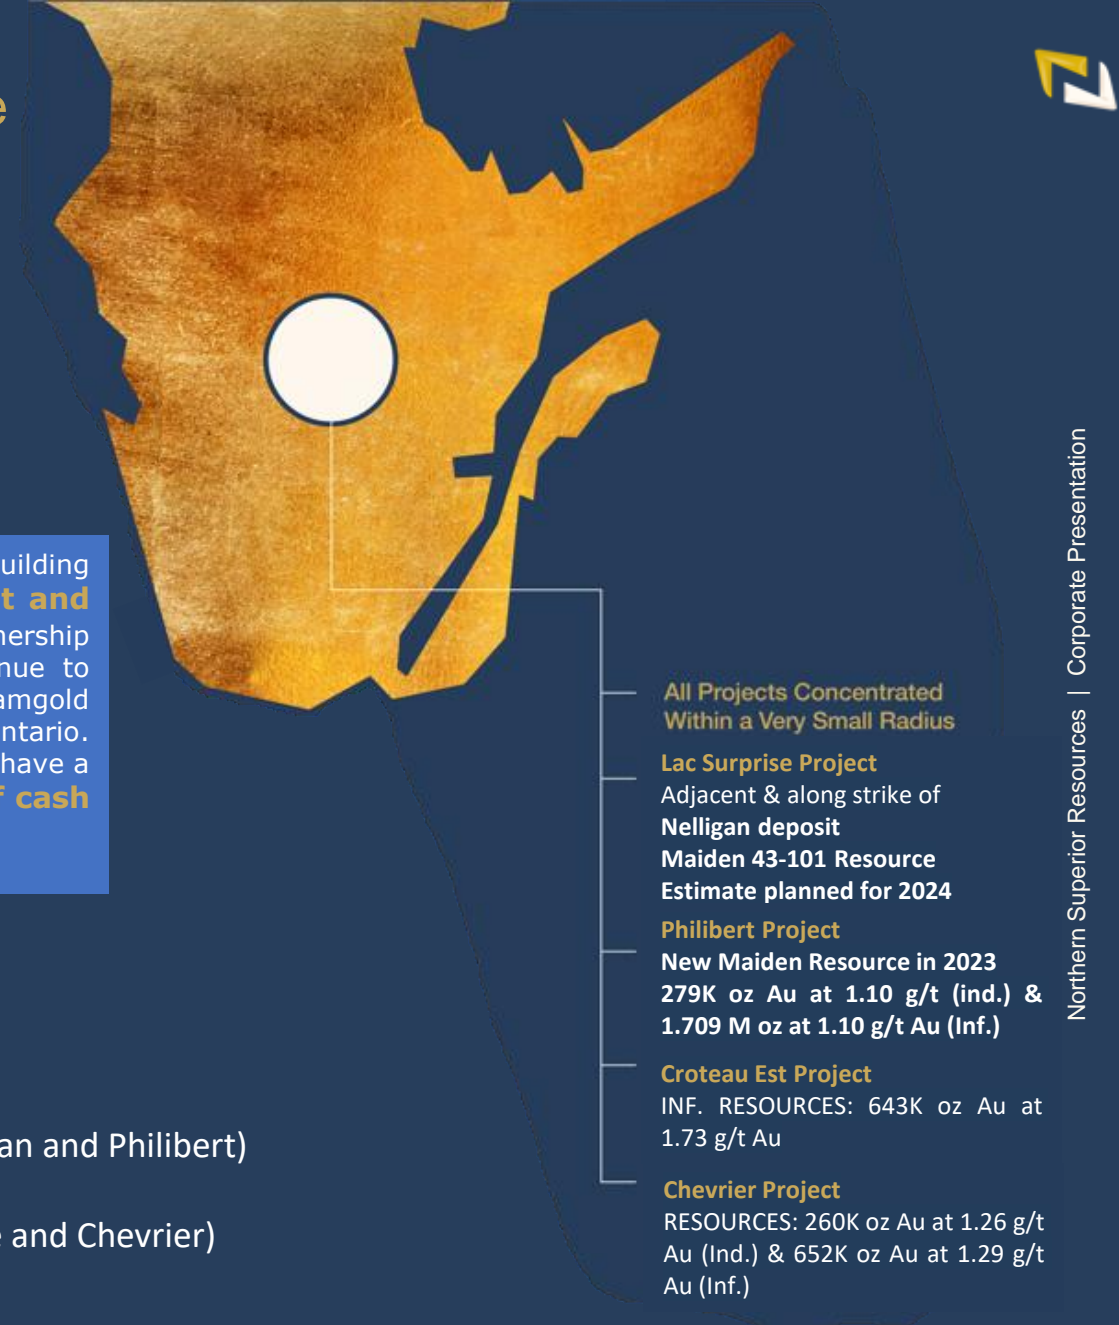 e
uilding
t and
nership
nue to
amgold
ntario.
have a
f cash
an and Philibert)
e and Chevrier)
All Projects Concentrated
Within a Very Small Radius
Lac Surprise Project
Adjacent & along strike of
Nelligan deposit
Maiden 43-101 Resource
Estimate planned for 2024
Philibert Project
New Maiden Resource in 2023
279K oz Au at 1.10 g/t (ind.) &
1.709 M oz at 1.10 g/t Au (Inf.)
Croteau Est Project
INF. RESOURCES: 643K oz Au at
1.73 g/t Au
Chevrier Project
RESOURCES: 260K oz Au at 1.26 g/t
Au (Ind.) & 652K oz Au at 1.29 g/t
Au (Inf.)
Northern Superior Resources | Corporate Presentation